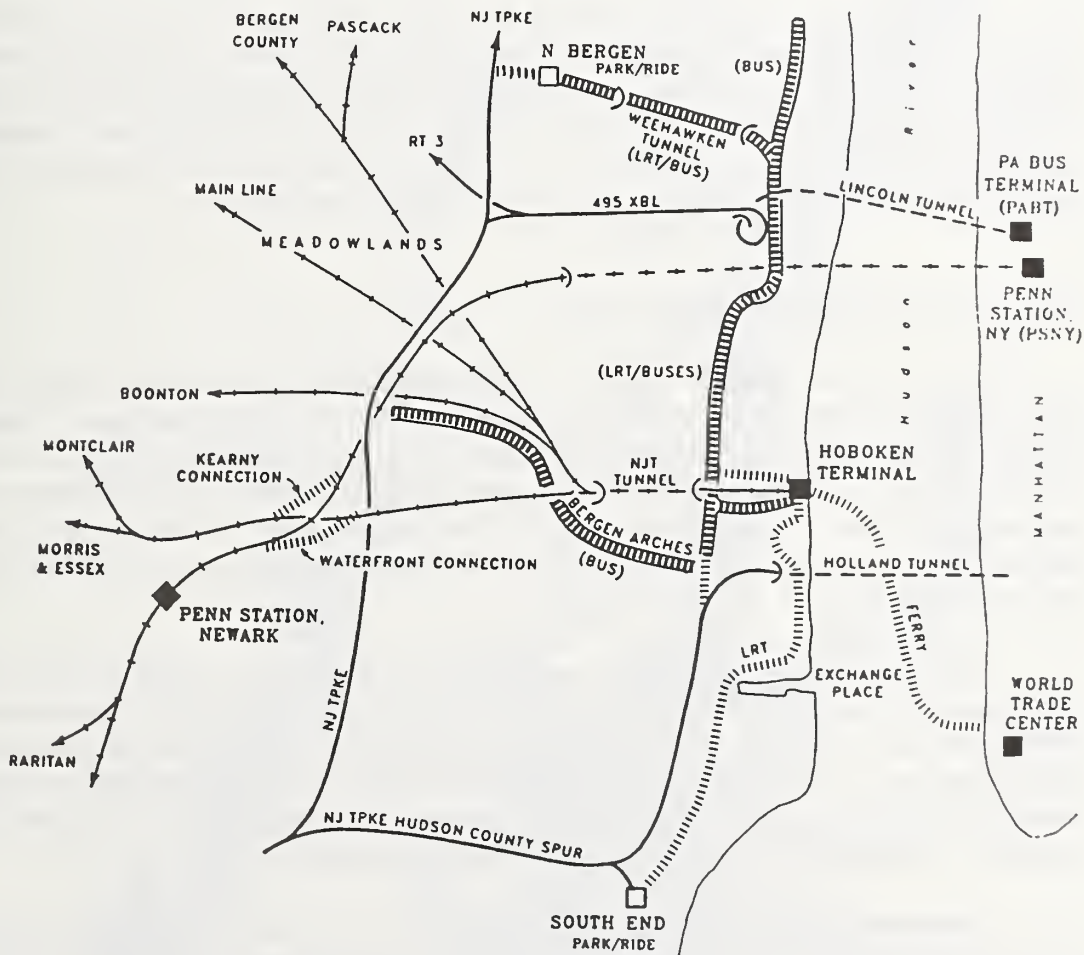 BERGEN
COUNTY
PASCACK
NJ TPKE
N BERGEN
PARK/RIDE
(BUS)
River
WEEHAWKEN
TUNNEL
(LRT/BUS)
RT 3
PA BUS
TERMINAL
(PABT)
LINCOLN TUNNEL
MAIN LINE
495 XBL
MEADOWLANDS
PENN
STATION,
NY (PSNY)
HUDSON
(LRT/BUSES)
BOONTON
MANHATTAN
MONTCLAIR
KEARNY
CONNECTION
NJT
TUNNEL
HOBOKEN
TERMINAL
BERGEN ARCHES
(BUS)
MORRIS
& ESSEX
WATERFRONT CONNECTION
HOLLAND TUNNEL
PENN STATION,
NEWARK
FERRY
LRT
EXCHANGE
PLACE
NJ TPKE
WORLD
TRADE
CENTER
RARITAN
NJ TPKE HUDSON COUNTY SPUR
SOUTH END
PARK/RIDE